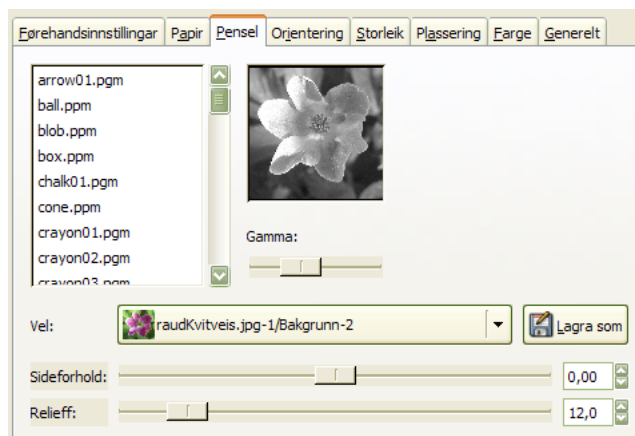 Førehandsinnstillingar Papir Pensel Orientering Storleik Plassering Farge Generelt
arrow01.pgm
ball.ppm
blob.ppm
box.ppm
chalk01.pgm
cone.ppm
crayon01.pgm
crayon02.pgm
crayon03.pgm
Gamma:
Vel: raudKvitveis.jpg-1/Bakgrunn-2 Lagra som
Sideforhold: 0,00
Relieff: 12,0